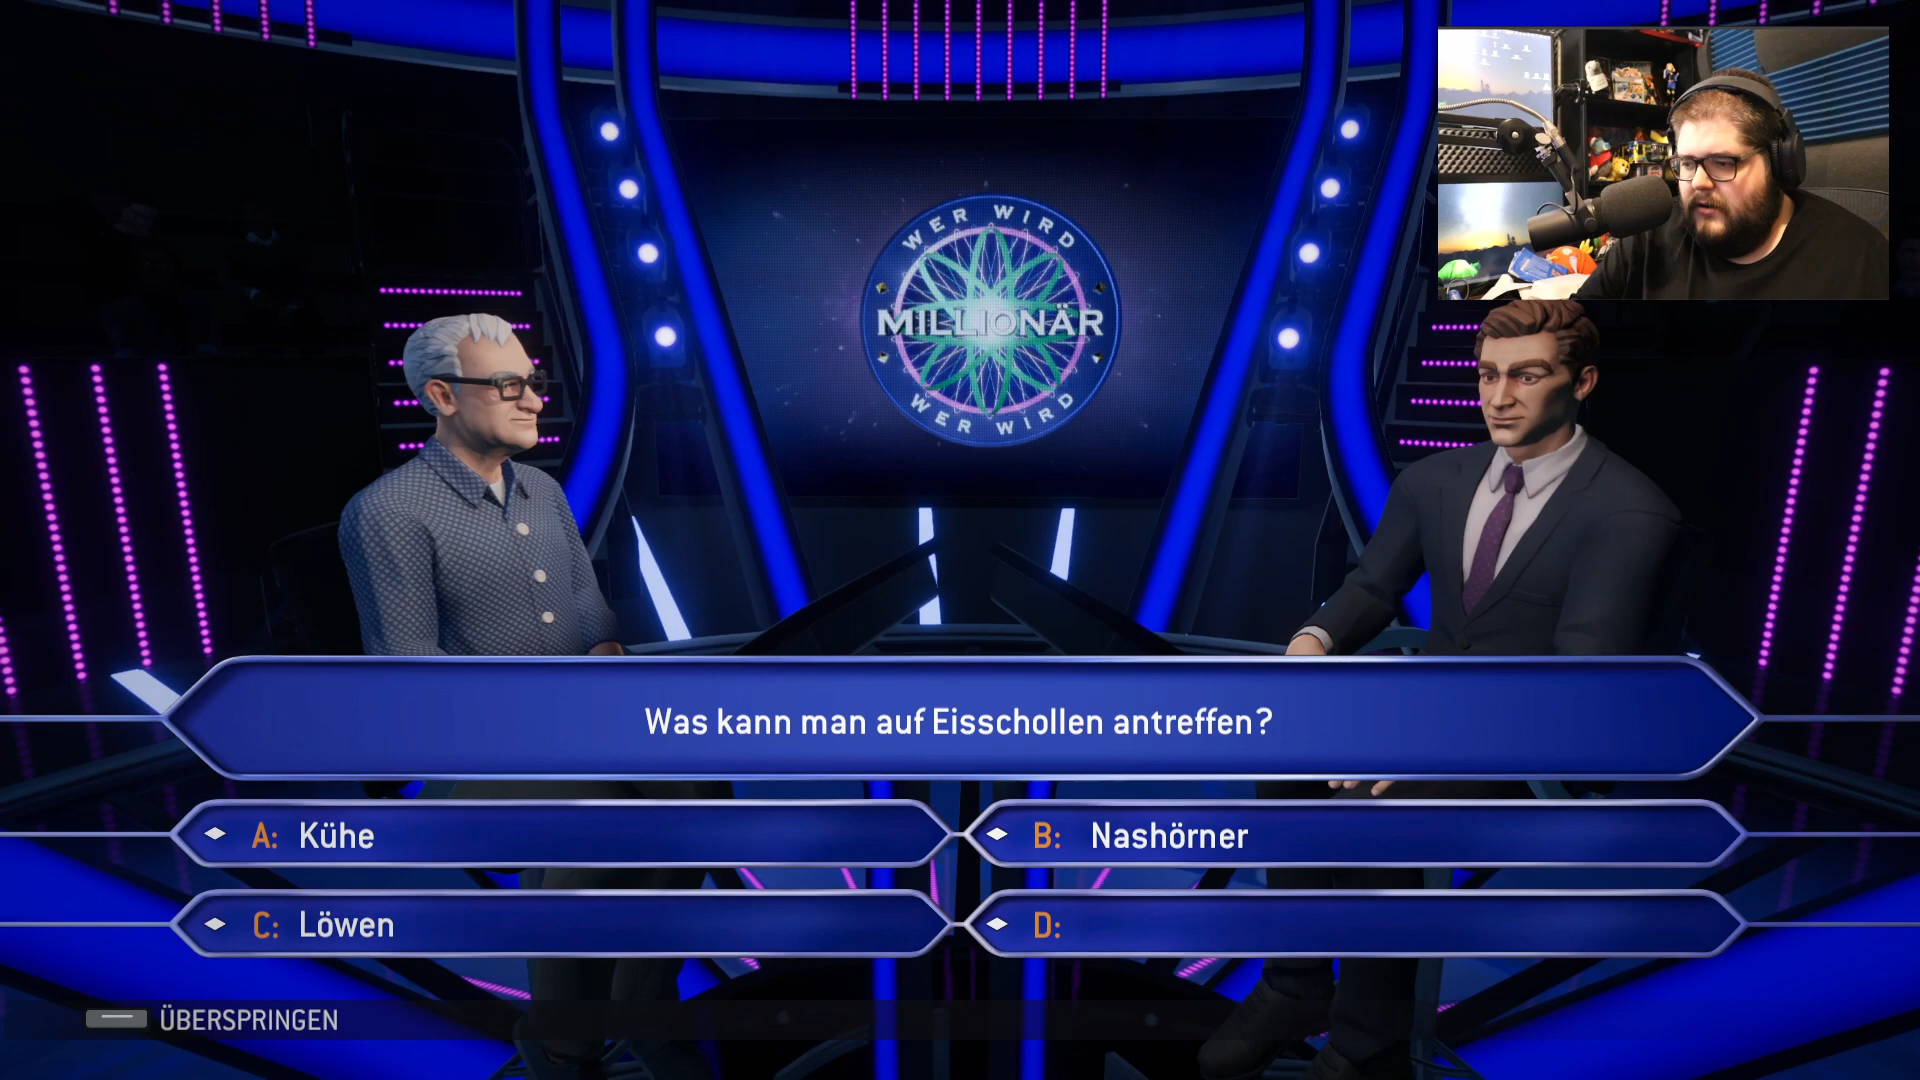 WER WIRD
MILLIONÄR
WER WIRD
Was kann man auf Eisschollen antreffen?
A: Kühe
B: Nashörner
C: Löwen
D:
ÜBERSPRINGEN